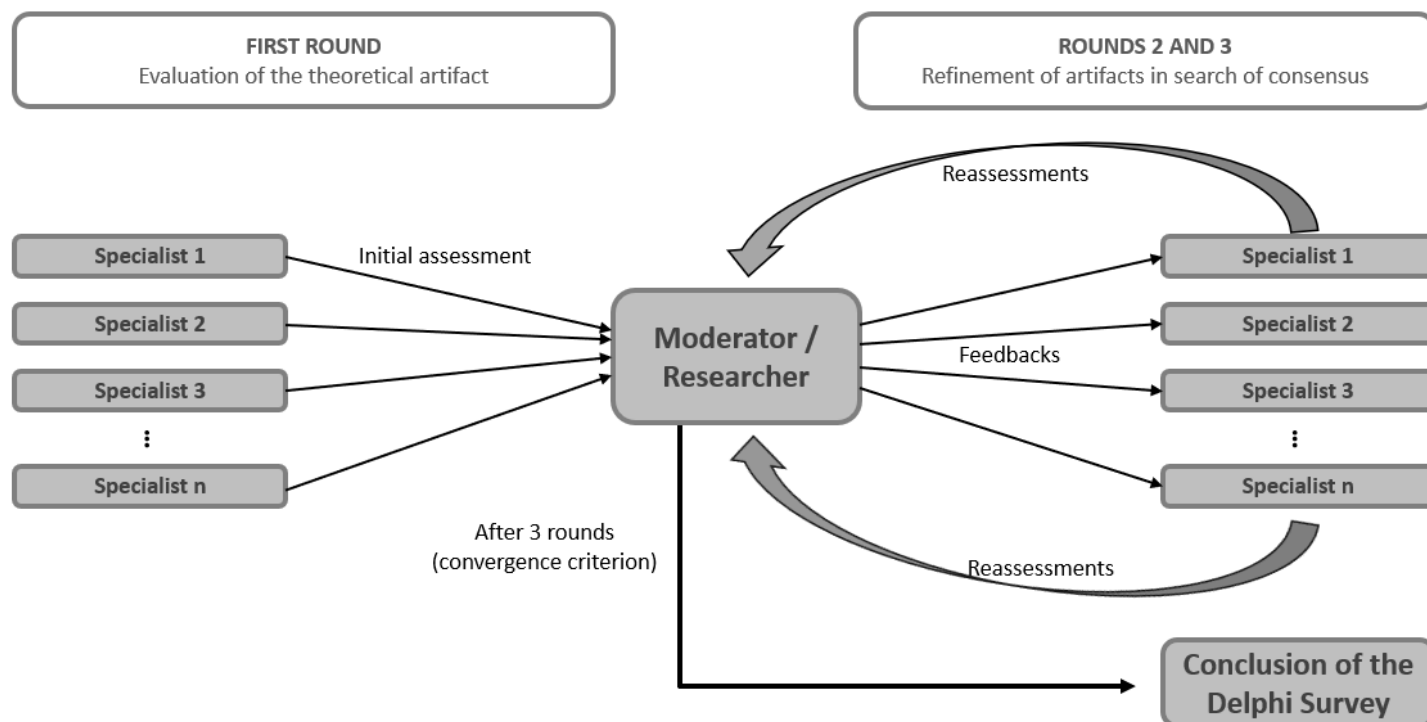 FIRST ROUND
Evaluation of the theoretical artifact
ROUNDS 2 AND 3
Refinement of artifacts in search of consensus
Reassessments
Specialist 1
Initial assessment
Specialist 1
Specialist 2
Moderator /
Researcher
Specialist 2
Feedbacks
Specialist 3
Specialist 3
...
...
Specialist n
Specialist n
After 3 rounds
(convergence criterion)
Reassessments
Conclusion of the
Delphi Survey